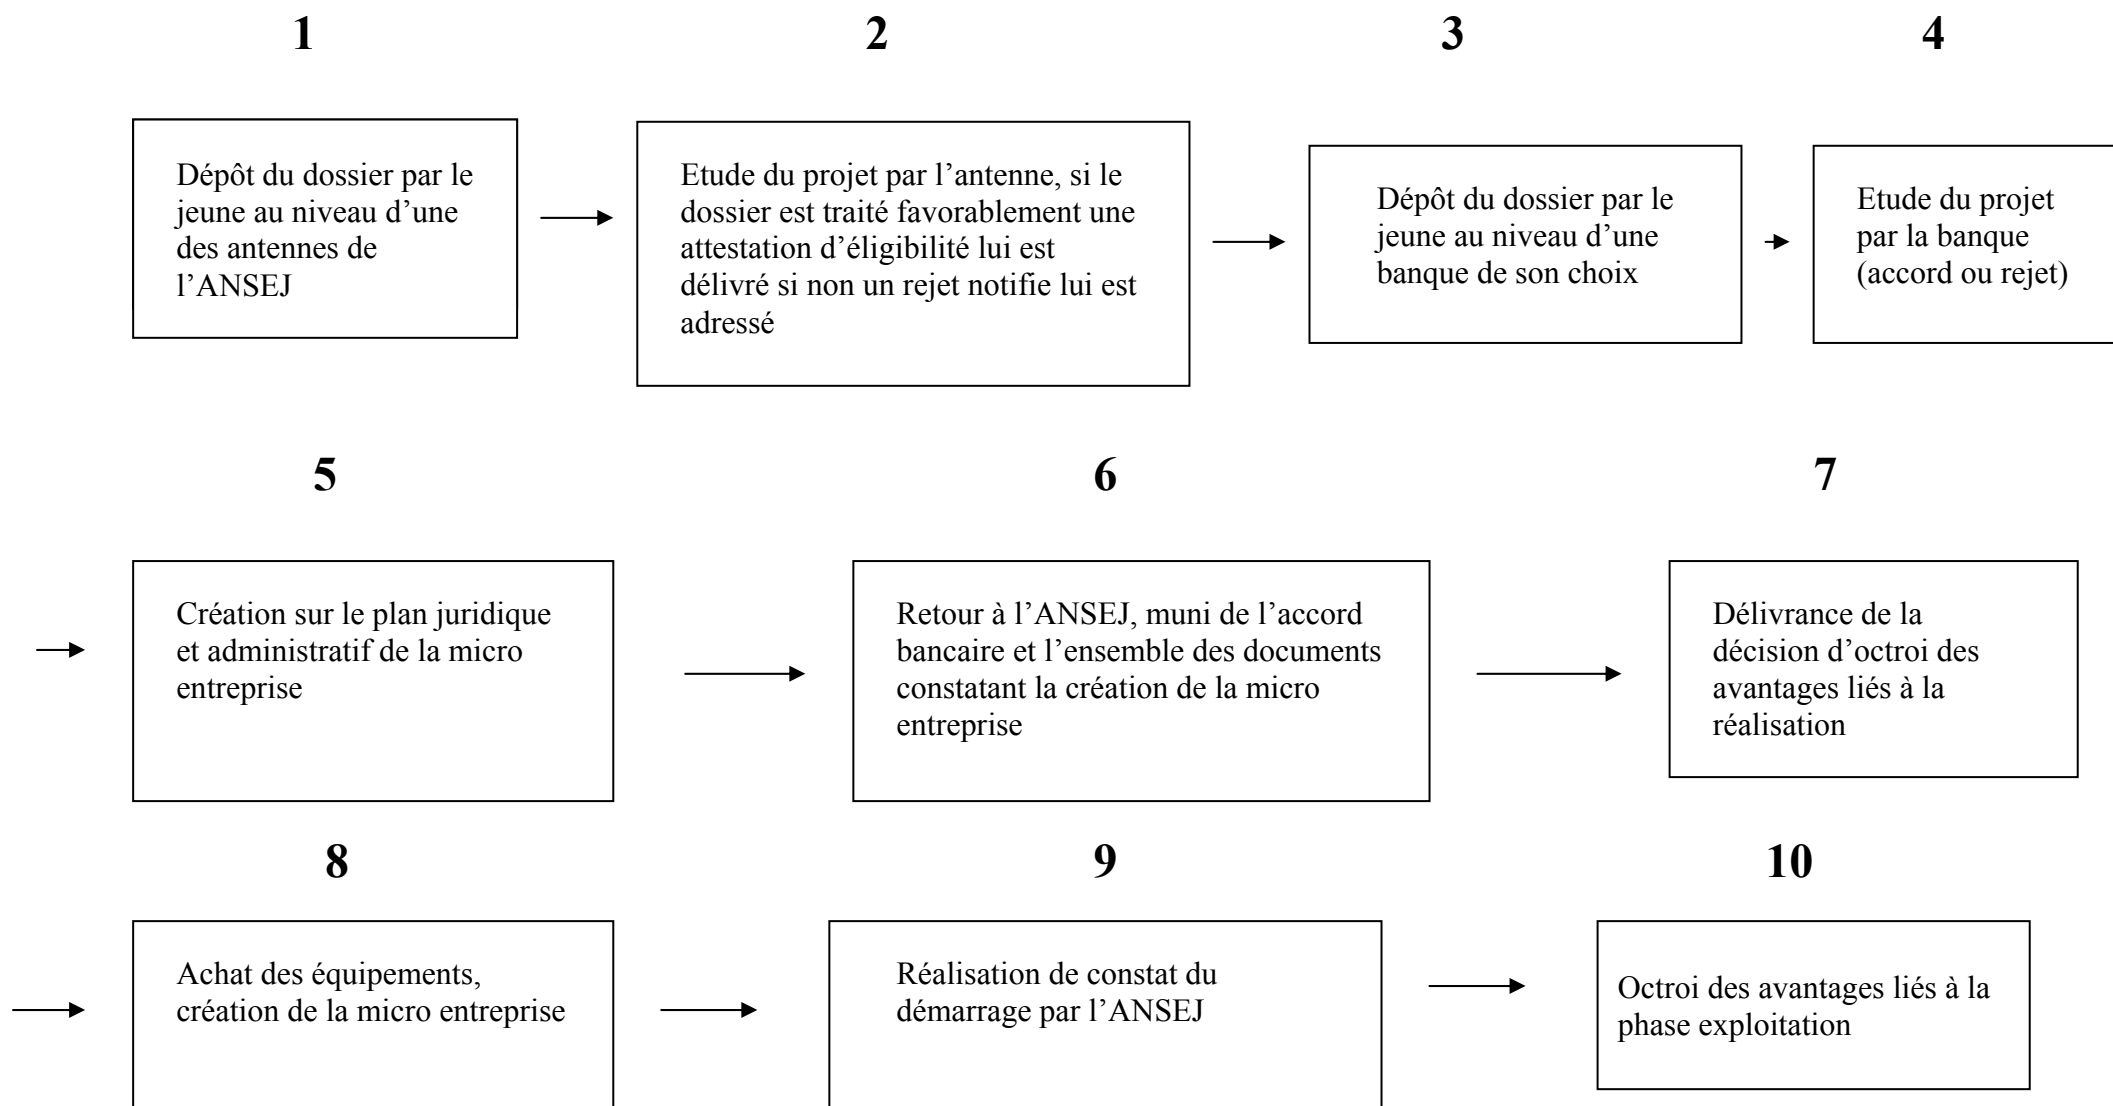 1
2
3
4
Dépôt du dossier par le
jeune au niveau d’une
des antennes de
l’ANSEJ
Etude du projet par l’antenne, si le
dossier est traité favorablement une
attestation d’éligibilité lui est
délivré si non un rejet notifie lui est
adressé
Dépôt du dossier par le
jeune au niveau d’une
banque de son choix
Etude du projet
par la banque
(accord ou rejet)
5
6
7
Création sur le plan juridique
et administratif de la micro
entreprise
Retour à l’ANSEJ, muni de l’accord
bancaire et l’ensemble des documents
constatant la création de la micro
entreprise
Délivrance de la
décision d’octroi des
avantages liés à la
réalisation
8
9
10
Achat des équipements,
création de la micro entreprise
Réalisation de constat du
démarrage par l’ANSEJ
Octroi des avantages liés à la
phase exploitation